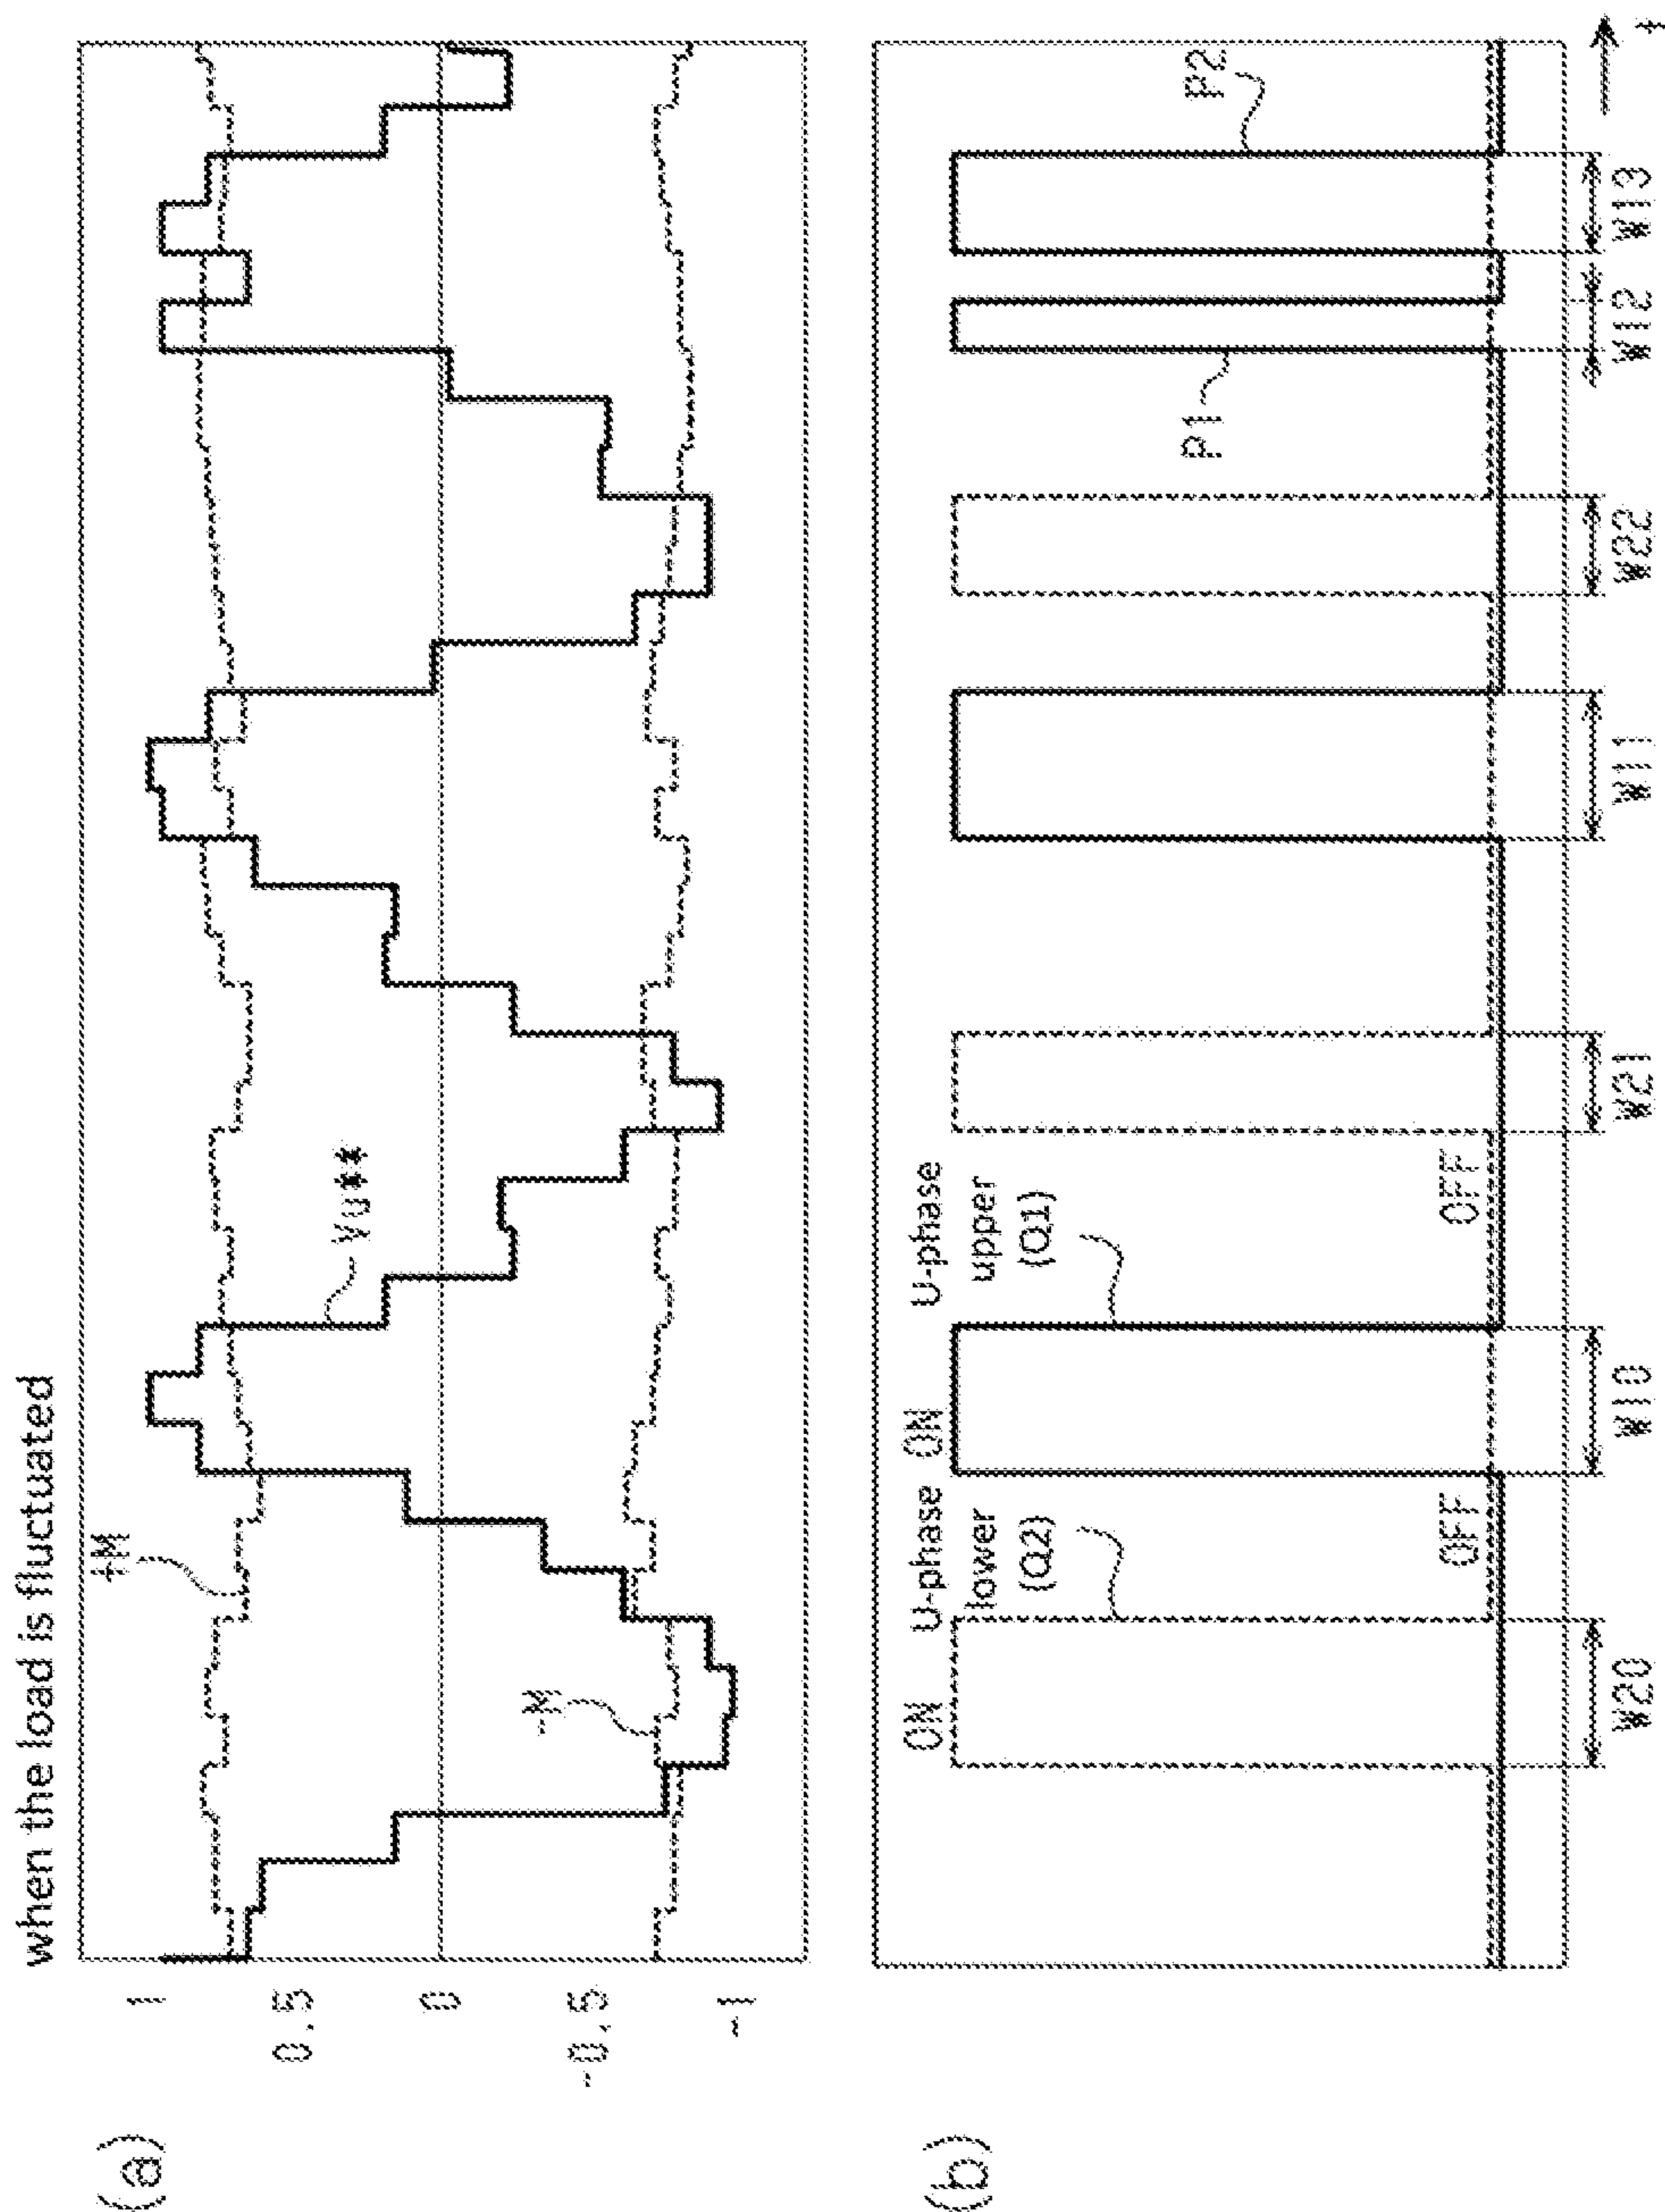 when the load is fluctuated
(a)
1
0.5
0
-0.5
-1
+M
-M
Vu**
(b)
ON
U-phase
lower
(Q2)
OFF
ON
U-phase
upper
(Q1)
OFF
P1
P2
W20
W10
W21
W11
W22
W12
W13
t